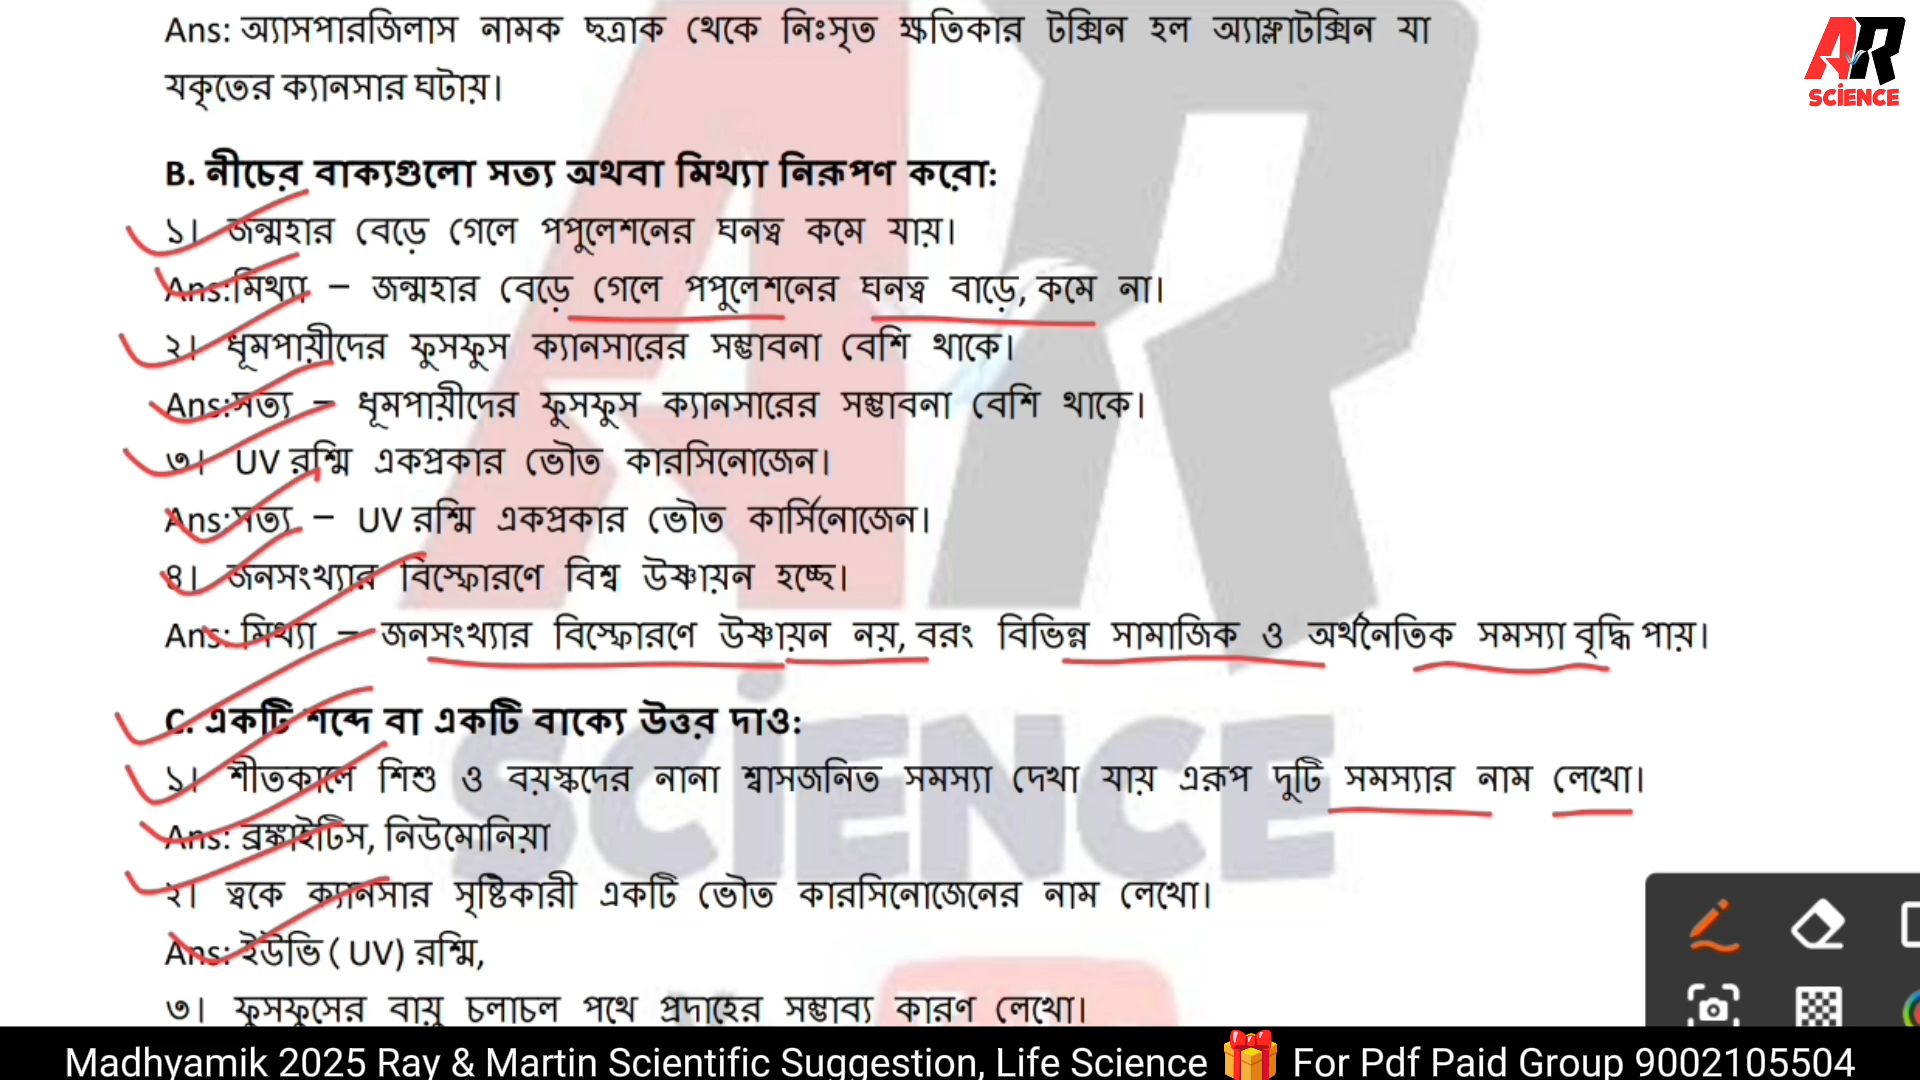 Ans: অ্যাসপারজিলাস নামক ছত্রাক থেকে নিঃসৃত ক্ষতিকার টক্সিন হল অ্যাফ্লাটক্সিন যা
যকৃতের ক্যানসার ঘটায়।
AR
SCIENCE
B. নীচের বাক্যগুলো সত্য অথবা মিথ্যা নিরূপণ করো:
১। জন্মহার বেড়ে গেলে পপুলেশনের ঘনত্ব কমে যায়।
Ans:মিথ্যা – জন্মহার বেড়ে গেলে পপুলেশনের ঘনত্ব বাড়ে, কমে না।
২। ধূমপায়ীদের ফুসফুস ক্যানসারের সম্ভাবনা বেশি থাকে।
Ans:সত্য – ধূমপায়ীদের ফুসফুস ক্যানসারের সম্ভাবনা বেশি থাকে।
৩। UV রশ্মি একপ্রকার ভৌত কারসিনোজেন।
Ans:সত্য – UV রশ্মি একপ্রকার ভৌত কার্সিনোজেন।
৪। জনসংখ্যার বিস্ফোরণে বিশ্ব উষ্ণায়ন হচ্ছে।
Ans: মিথ্যা – জনসংখ্যার বিস্ফোরণে উষ্ণায়ন নয়, বরং বিভিন্ন সামাজিক ও অর্থনৈতিক সমস্যা বৃদ্ধি পায়।
C. একটি শব্দে বা একটি বাক্যে উত্তর দাও:
১। শীতকালে শিশু ও বয়স্কদের নানা শ্বাসজনিত সমস্যা দেখা যায় এরূপ দুটি সমস্যার নাম লেখো।
Ans: ব্রঙ্কাইটিস, নিউমোনিয়া
২। ত্বকে ক্যানসার সৃষ্টিকারী একটি ভৌত কারসিনোজেনের নাম লেখো।
Ans: ইউভি ( UV) রশ্মি,
৩। ফুসফুসের বায়ু চলাচল পথে প্রদাহের সম্ভাব্য কারণ লেখো।
AR
SCIENCE
Madhyamik 2025 Ray & Martin Scientific Suggestion, Life Science 🎁 For Pdf Paid Group 9002105504